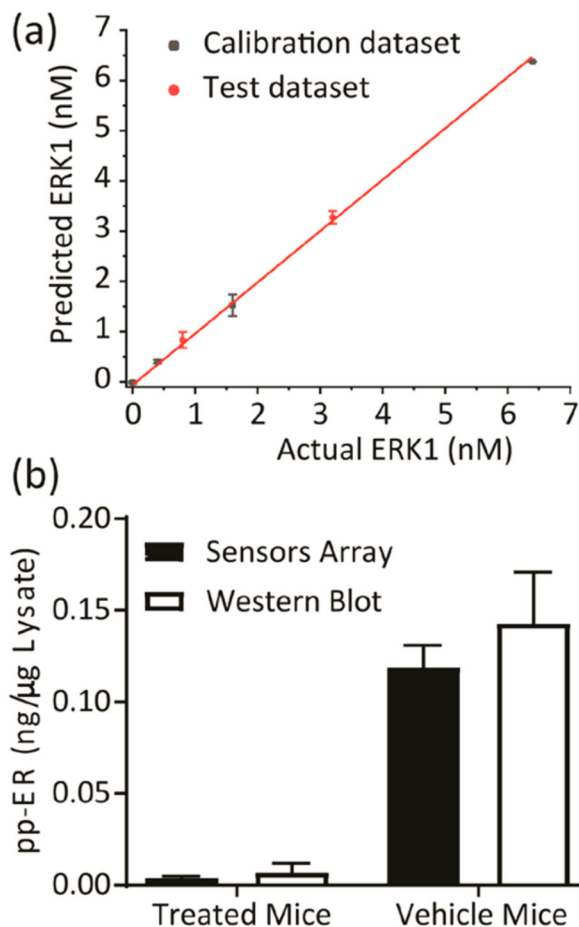 (a)
Calibration dataset
Test dataset
Predicted ERK1 (nM)
7
6
5
4
3
2
1
0
0 1 2 3 4 5 6 7
Actual ERK1 (nM)
(b)
Sensors Array
Western Blot
pp-ER (ng/μg Lysate)
0.20
0.15
0.10
0.05
0.00
Treated Mice Vehicle Mice